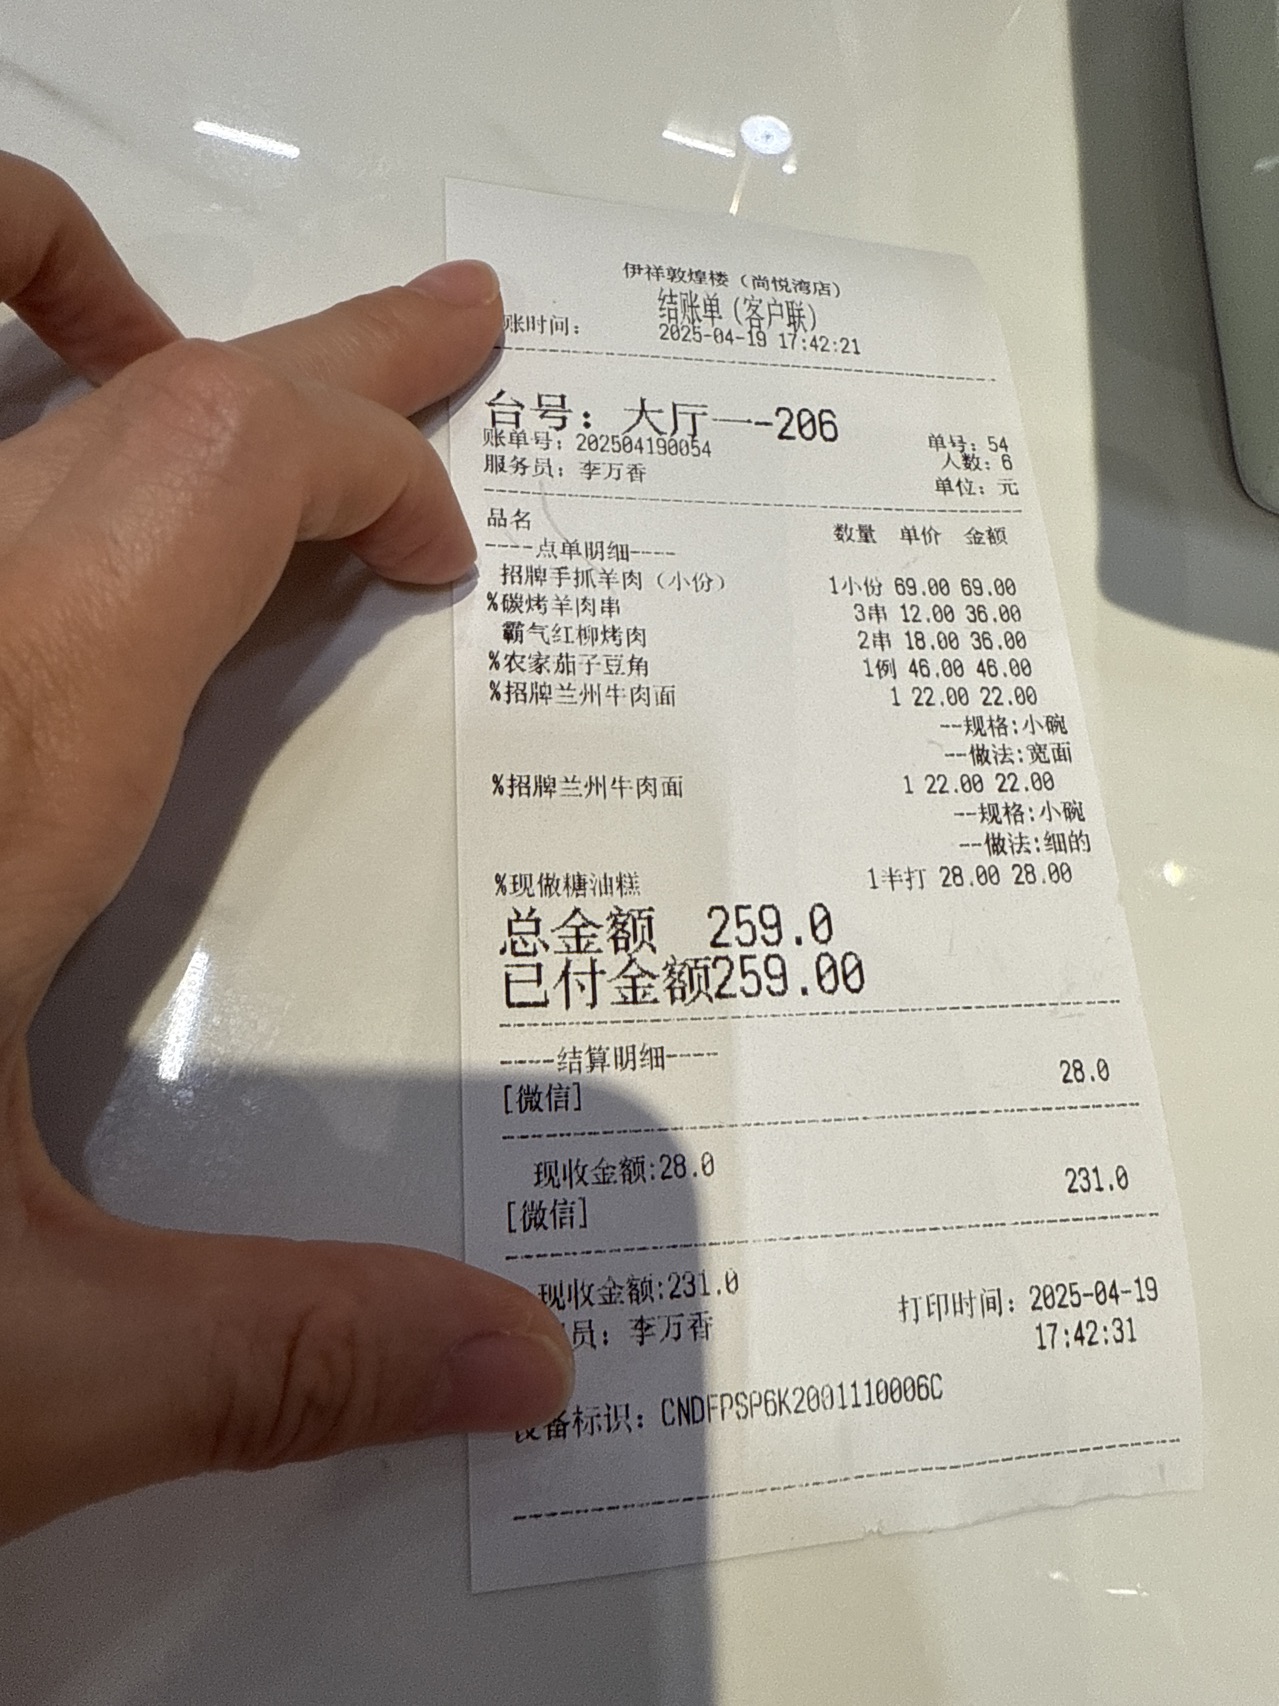 伊祥敦煌楼（尚悦湾店）
结账单（客户联）
账时间： 2025-04-19 17:42:21
台号：大厅一-206
账单号：202504190054 单号：54
服务员：李万香 人数：6
单位：元
品名 数量 单价 金额
----点单明细----
招牌手抓羊肉（小份） 1小份 69.00 69.00
%碳烤羊肉串 3串 12.00 36.00
霸气红柳烤肉 2串 18.00 36.00
%农家茄子豆角 1例 46.00 46.00
%招牌兰州牛肉面 1 22.00 22.00
--规格:小碗
--做法:宽面
%招牌兰州牛肉面 1 22.00 22.00
--规格:小碗
--做法:细的
%现做糖油糕 1半打 28.00 28.00
总金额 259.0
已付金额259.00
----结算明细----
[微信] 28.0
现收金额:28.0
[微信] 231.0
现收金额:231.0
员：李万香 打印时间：2025-04-19
17:42:31
设备标识：CNDFPSP6K2001110006C